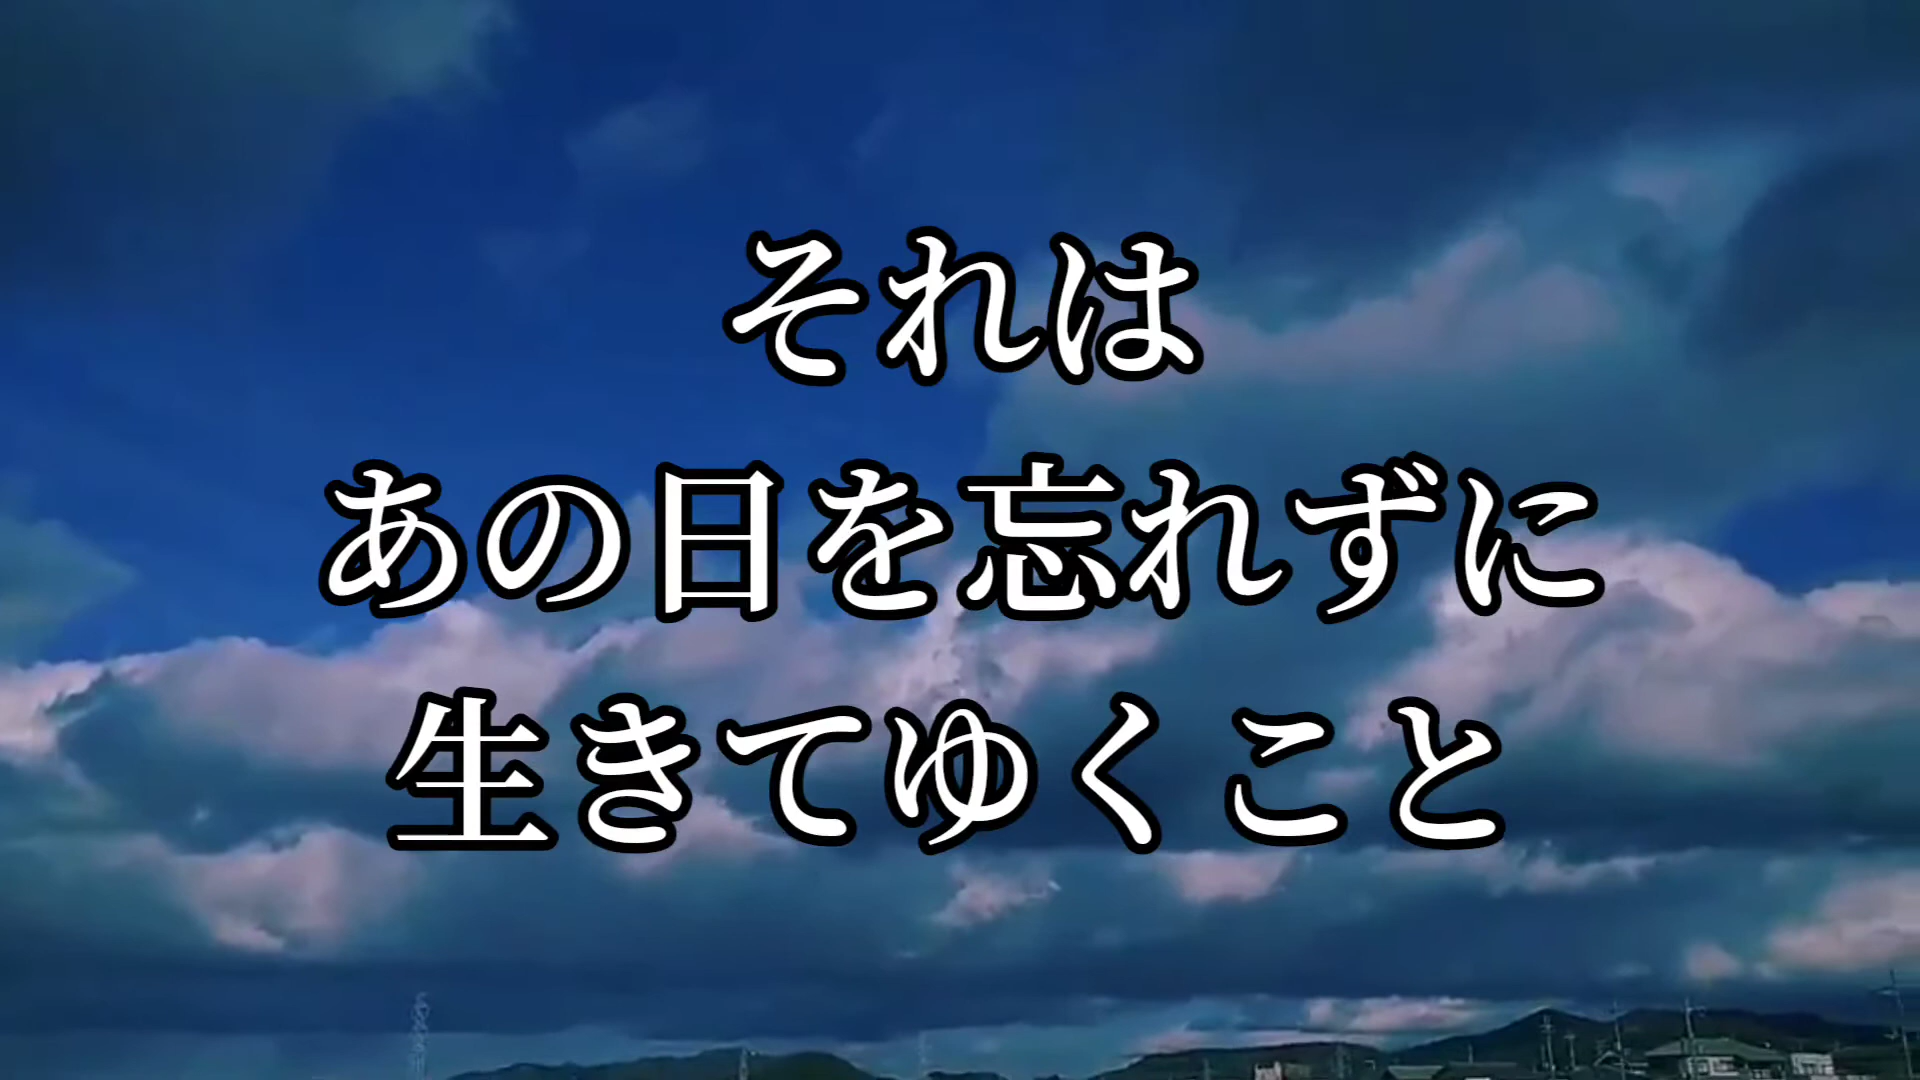 それは
あの日を忘れずに
生きてゆくこと